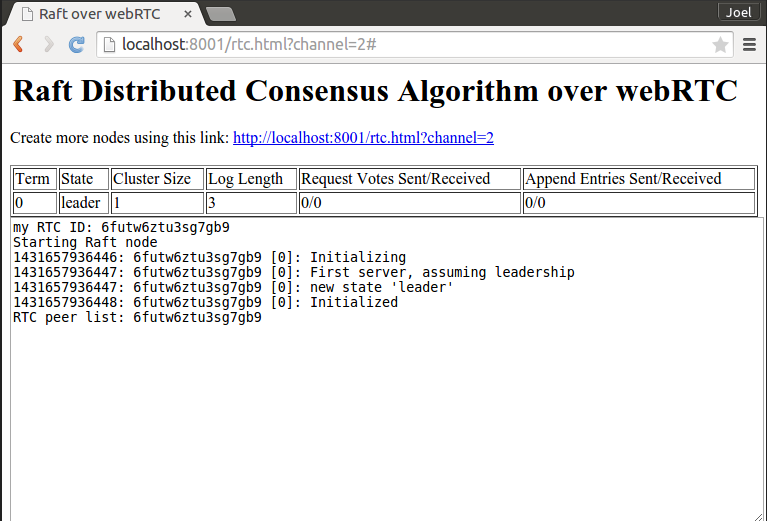 Raft over webRTC
Joel
localhost:8001/rtc.html?channel=2#
Raft Distributed Consensus Algorithm over webRTC
Create more nodes using this link: http://localhost:8001/rtc.html?channel=2
Term State Cluster Size Log Length Request Votes Sent/Received Append Entries Sent/Received
0 leader 1 3 0/0 0/0
my RTC ID: 6futw6ztu3sg7gb9
Starting Raft node
1431657936446: 6futw6ztu3sg7gb9 [0]: Initializing
1431657936447: 6futw6ztu3sg7gb9 [0]: First server, assuming leadership
1431657936447: 6futw6ztu3sg7gb9 [0]: new state 'leader'
1431657936448: 6futw6ztu3sg7gb9 [0]: Initialized
RTC peer list: 6futw6ztu3sg7gb9